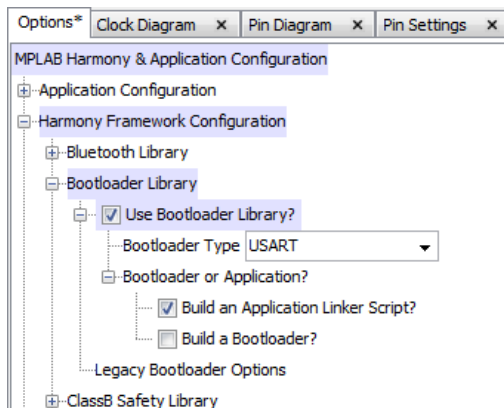 Options* Clock Diagram x Pin Diagram x Pin Settings x
MPLAB Harmony & Application Configuration
Application Configuration
Harmony Framework Configuration
Bluetooth Library
Bootloader Library
Use Bootloader Library?
Bootloader Type USART
Bootloader or Application?
Build an Application Linker Script?
Build a Bootloader?
Legacy Bootloader Options
ClassB Safety Library